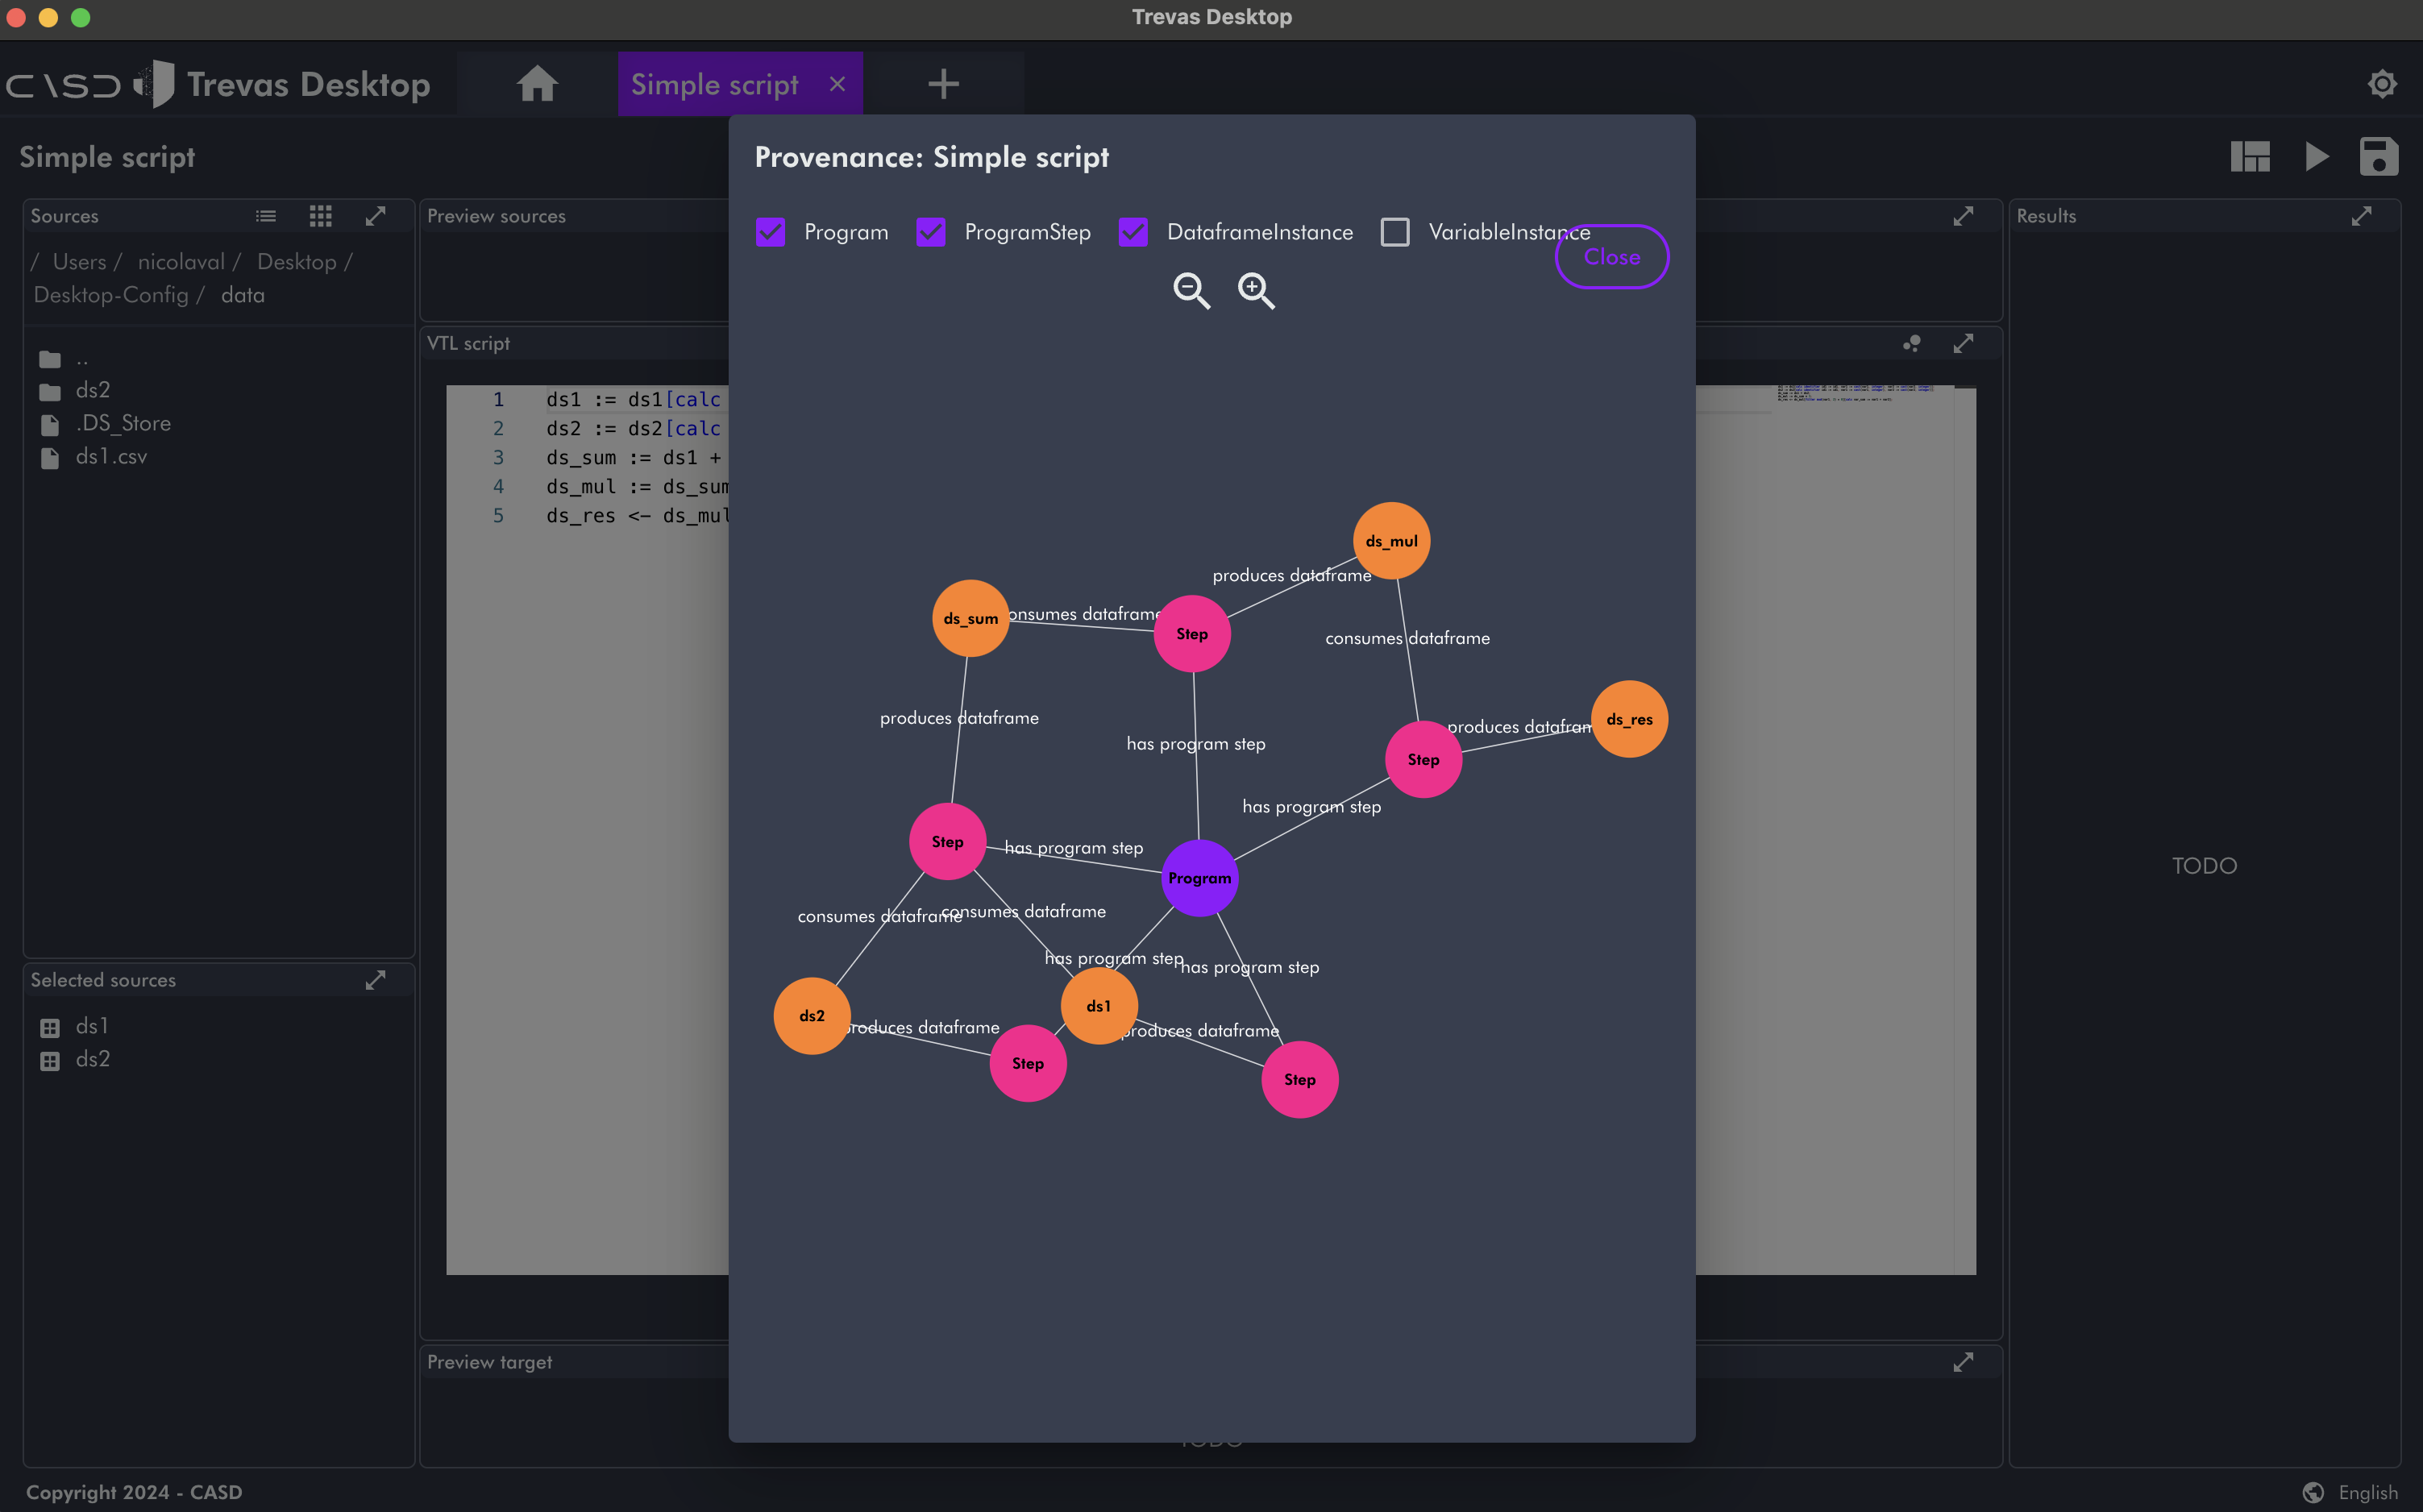 Trevas Desktop
CASD Trevas Desktop
Simple script ×
Simple script
Sources
/ Users / nicolaval / Desktop /
Desktop-Config / data
..
ds2
.DS_Store
ds1.csv
Selected sources
ds1
ds2
Preview sources
VTL script
1 ds1 := ds1[calc
2 ds2 := ds2[calc
3 ds_sum := ds1 +
4 ds_mul := ds_sum
5 ds_res <- ds_mul
Preview target
TODO
Results
TODO
Provenance: Simple script
Program ProgramStep DataframeInstance VariableInstance
Close
ds_mul
produces dataframe
ds_sum
onsumes dataframe
Step
consumes dataframe
produces dataframe
ds_res
produces datafram
has program step
Step
has program step
Step
has program step
Program
consumes dataframe
consumes dataframe
has program step
has program step
ds2
ds1
produces dataframe
produces dataframe
Step
Step
Copyright 2024 - CASD
English